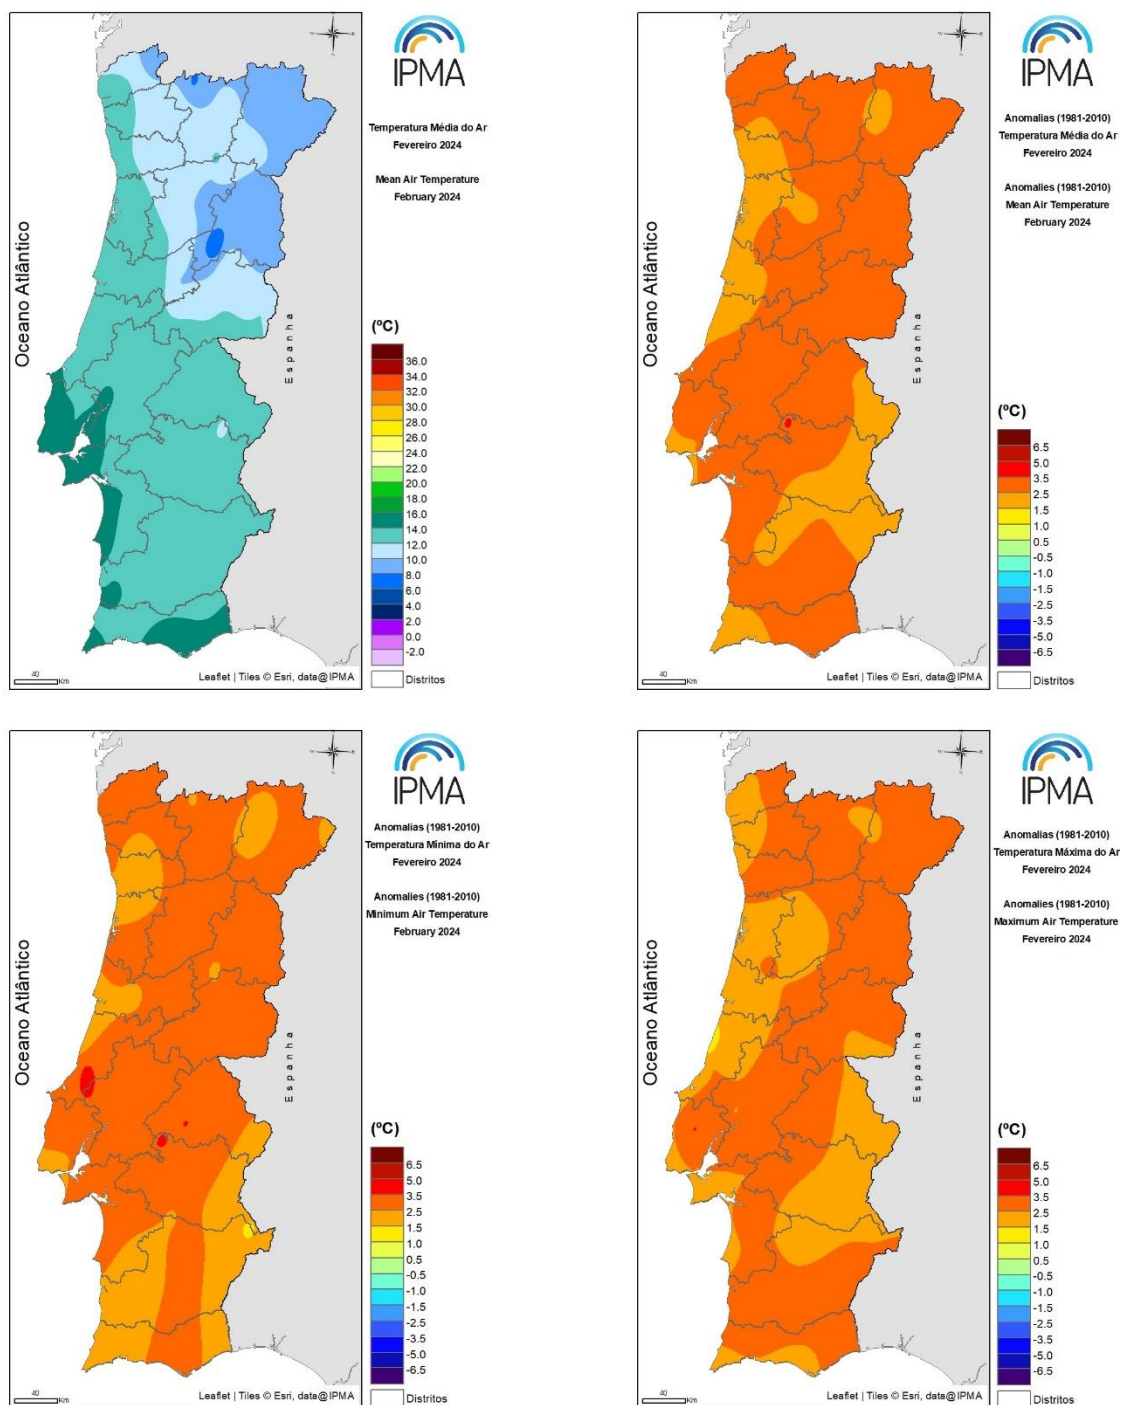 IPMA
Temperatura Média do Ar
Fevereiro 2024
Mean Air Temperature
February 2024
Oceano Atlântico
Espanha
(ºC)
36.0
34.0
32.0
30.0
28.0
26.0
24.0
22.0
20.0
18.0
16.0
14.0
12.0
10.0
8.0
6.0
4.0
2.0
0.0
-2.0
Distritos
40
Km
Leaflet | Tiles © Esri, data@IPMA
IPMA
Anomalias (1981-2010)
Temperatura Média do Ar
Fevereiro 2024
Anomalies (1981-2010)
Mean Air Temperature
February 2024
Oceano Atlântico
Espanha
(ºC)
6.5
5.0
3.5
2.5
1.5
1.0
0.5
-0.5
-1.0
-1.5
-2.5
-3.5
-5.0
-6.5
Distritos
40
Km
Leaflet | Tiles © Esri, data@IPMA
IPMA
Anomalias (1981-2010)
Temperatura Mínima do Ar
Fevereiro 2024
Anomalies (1981-2010)
Minimum Air Temperature
February 2024
Oceano Atlântico
Espanha
(ºC)
6.5
5.0
3.5
2.5
1.5
1.0
0.5
-0.5
-1.0
-1.5
-2.5
-3.5
-5.0
-6.5
Distritos
40
Km
Leaflet | Tiles © Esri, data@IPMA
IPMA
Anomalias (1981-2010)
Temperatura Máxima do Ar
Fevereiro 2024
Anomalies (1981-2010)
Maximum Air Temperature
Fevereiro 2024
Oceano Atlântico
Espanha
(ºC)
6.5
5.0
3.5
2.5
1.5
1.0
0.5
-0.5
-1.0
-1.5
-2.5
-3.5
-5.0
-6.5
Distritos
40
Km
Leaflet | Tiles © Esri, data@IPMA